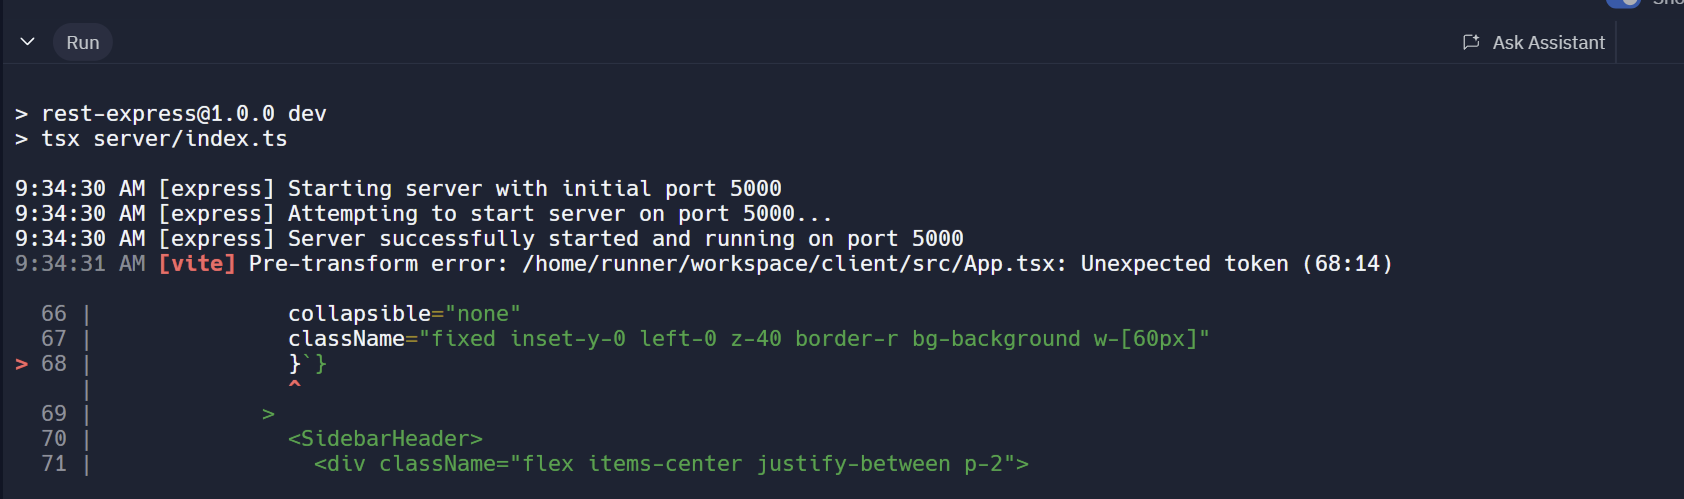 Run
Ask Assistant
> rest-express@1.0.0 dev
> tsx server/index.ts
9:34:30 AM [express] Starting server with initial port 5000
9:34:30 AM [express] Attempting to start server on port 5000...
9:34:30 AM [express] Server successfully started and running on port 5000
9:34:31 AM [vite] Pre-transform error: /home/runner/workspace/client/src/App.tsx: Unexpected token (68:14)
66 | collapsible="none"
67 | className="fixed inset-y-0 left-0 z-40 border-r bg-background w-[60px]"
> 68 | }`}
| ^
69 | >
70 | <SidebarHeader>
71 | <div className="flex items-center justify-between p-2">